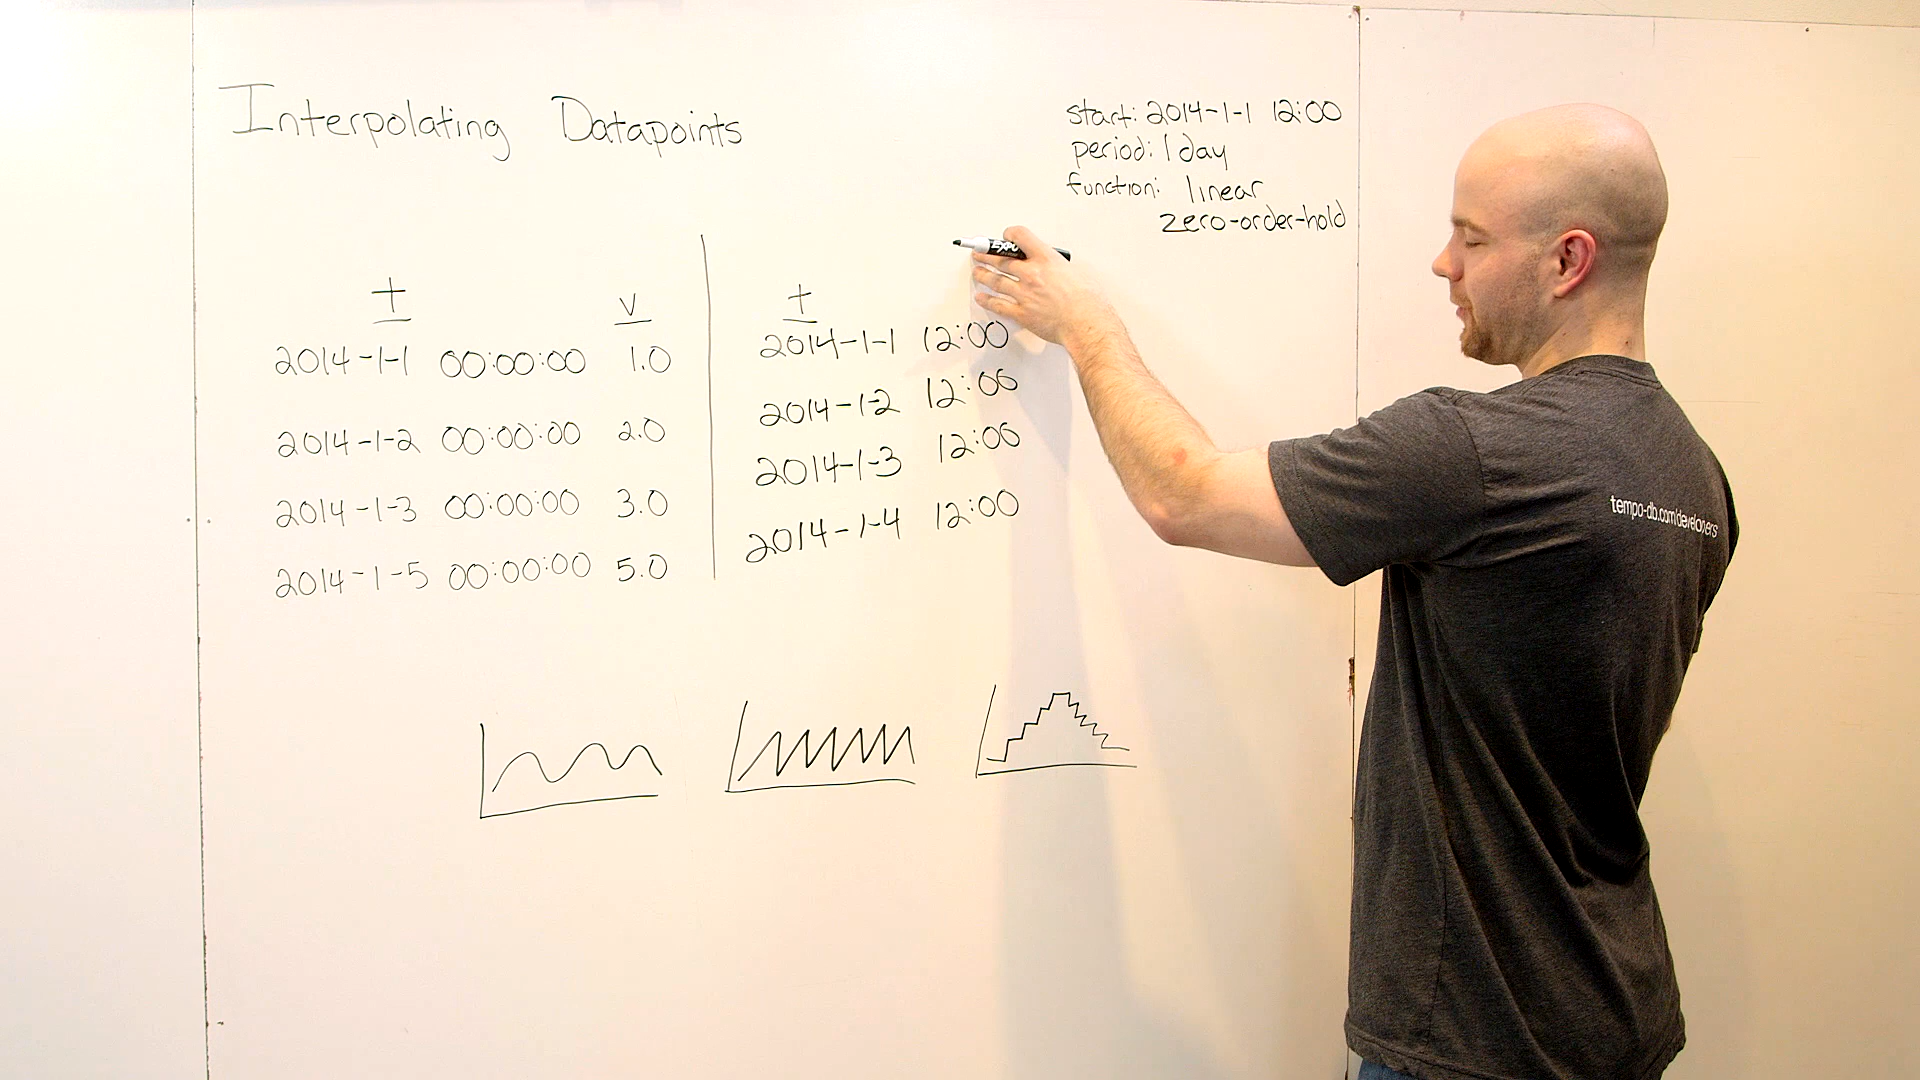 Interpolating Datapoints
start: 2014-1-1 12:00
period: 1 day
function: linear
zero-order-hold
t v
2014-1-1 00:00:00 1.0
2014-1-2 00:00:00 2.0
2014-1-3 00:00:00 3.0
2014-1-5 00:00:00 5.0
t
2014-1-1 12:00
2014-1-2 12:00
2014-1-3 12:00
2014-1-4 12:00
EXPO
tempo-db.com/developers